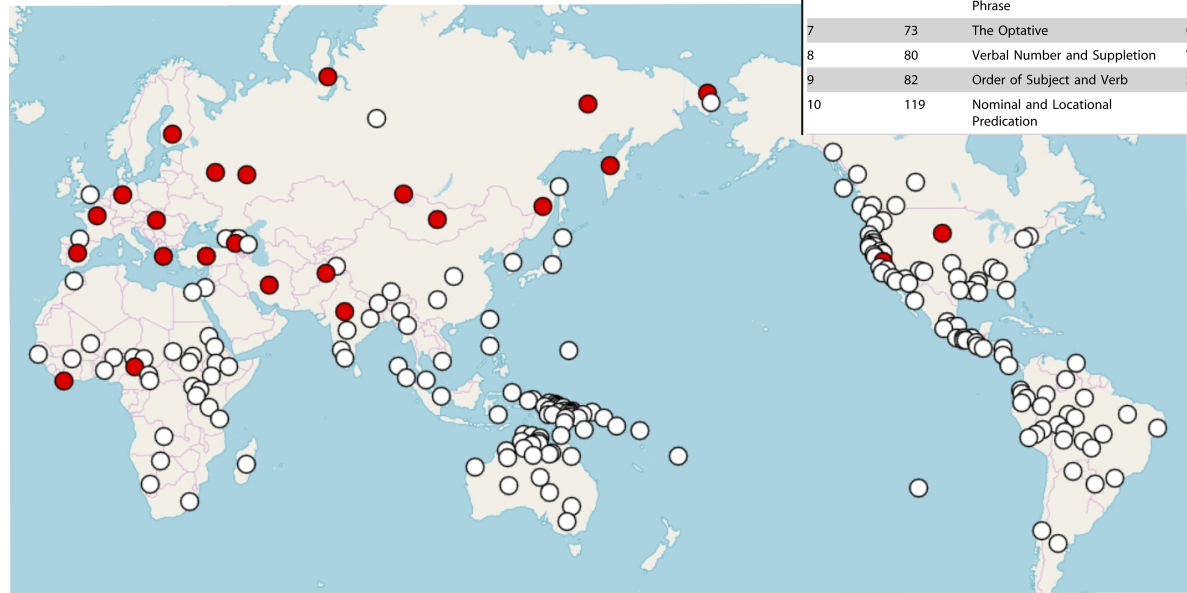 Phrase
7 73 The Optative
8 80 Verbal Number and Suppletion
9 82 Order of Subject and Verb
10 119 Nominal and Locational
Predication